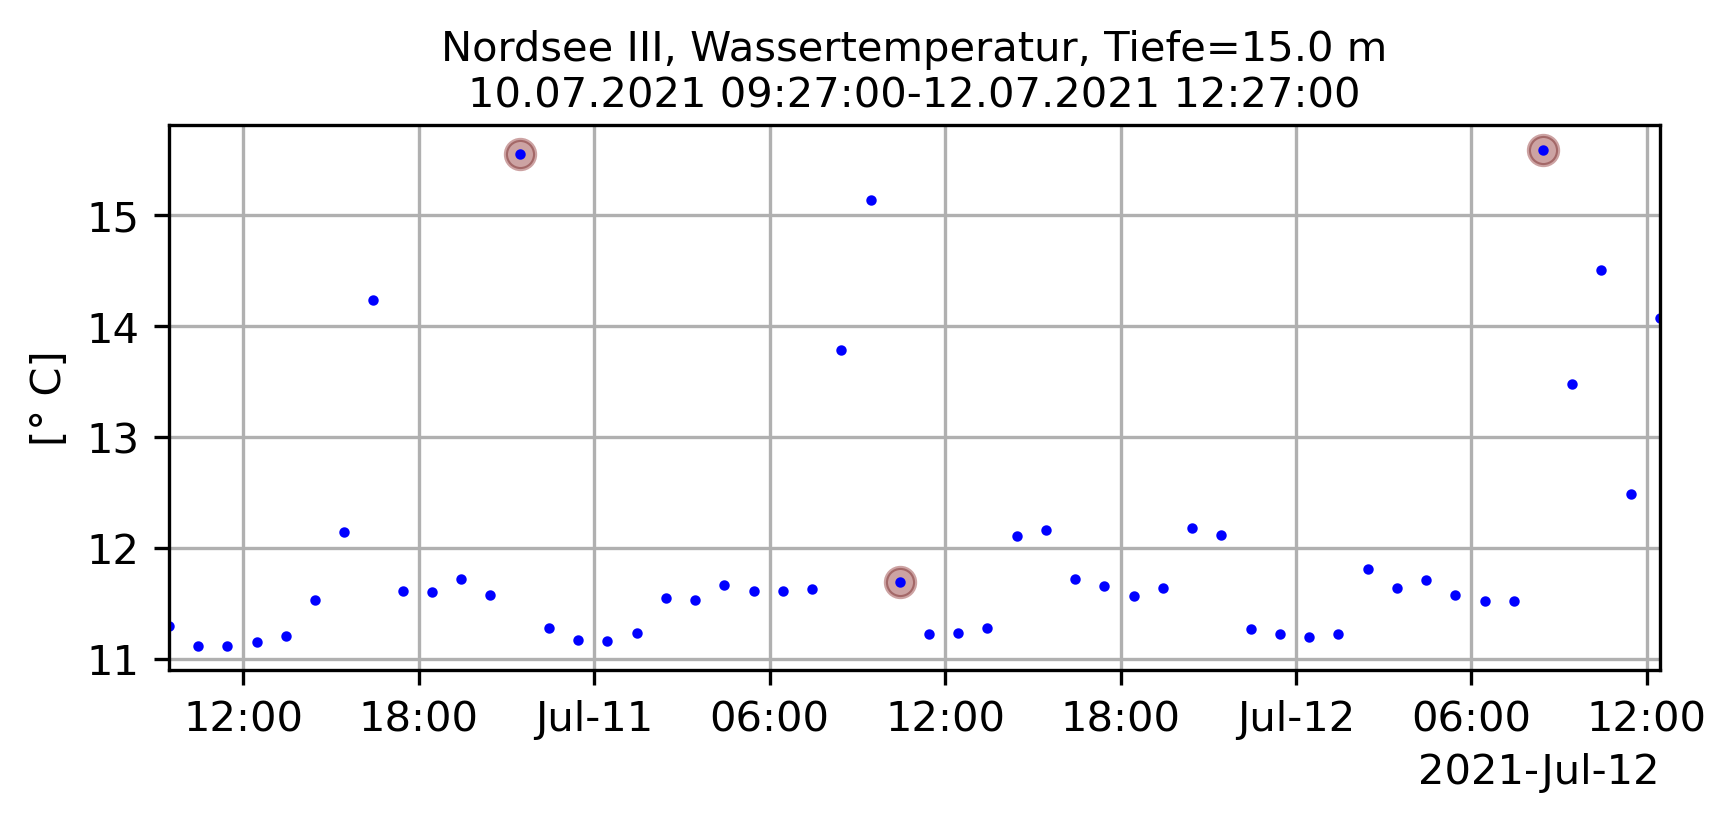 Nordsee III, Wassertemperatur, Tiefe=15.0 m
10.07.2021 09:27:00-12.07.2021 12:27:00
[° C]
15
14
13
12
11
12:00 18:00 Jul-11 06:00 12:00 18:00 Jul-12 06:00 12:00
2021-Jul-12